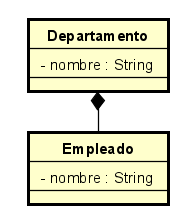 Departamento
- nombre : String
Empleado
- nombre : String